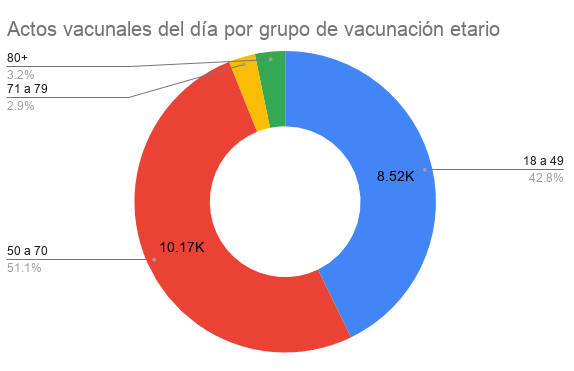 Actos vacunales del día por grupo de vacunación etario
80+
3.2%
71 a 79
2.9%
18 a 49
42.8%
8.52K
10.17K
50 a 70
51.1%